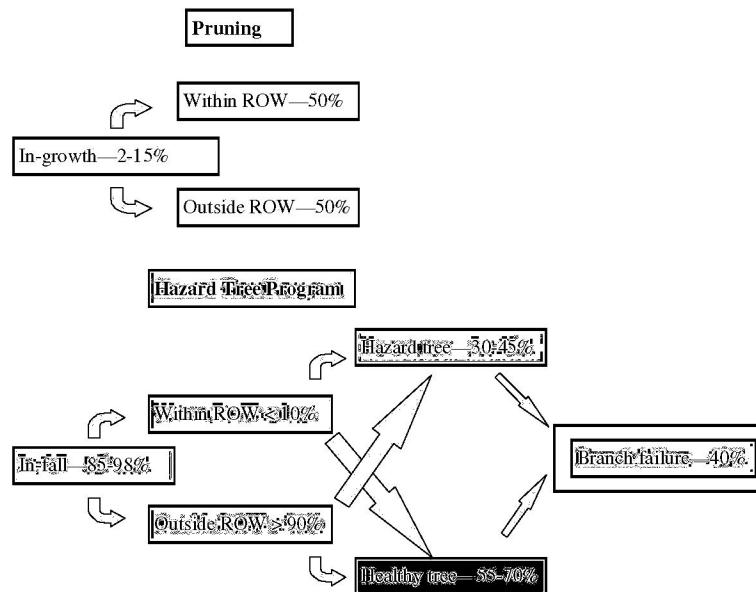 Pruning
Within ROW—50%
In-growth—2-15%
Outside ROW—50%
Hazard Tree Program
Hazard tree—30-45%
Within ROW ≤10%
In-fall—85-98%
Branch failure—40%
Outside ROW ≥90%
Healthy tree—55-70%